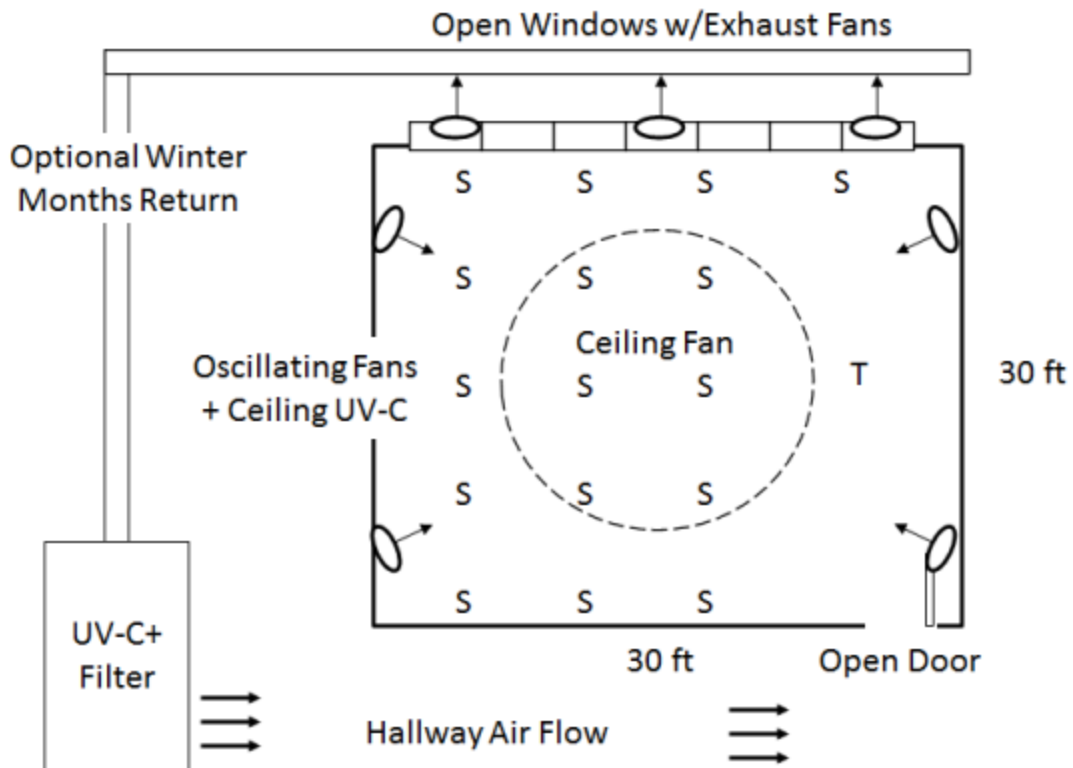 Open Windows w/Exhaust Fans
Optional Winter
Months Return
S S S S
S S S
Ceiling Fan
Oscillating Fans
+ Ceiling UV-C
S S S T
30 ft
S S S
S S S
UV-C+
Filter
30 ft
Open Door
Hallway Air Flow